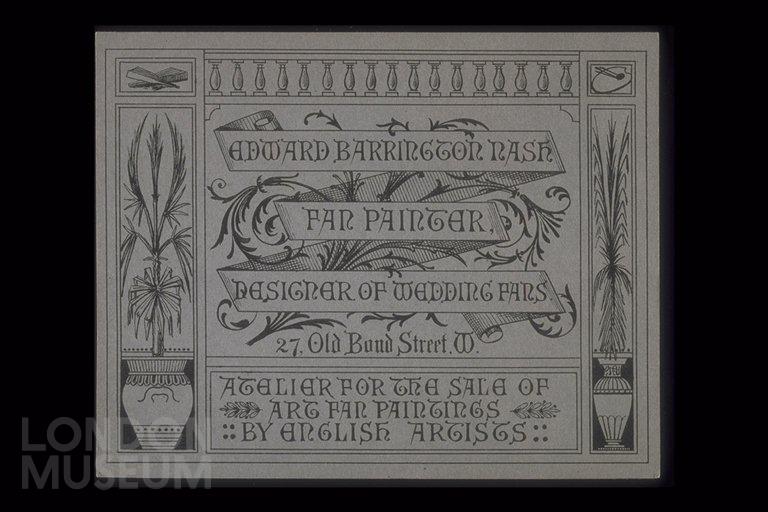 EDWARD BARRINGTON NASH
FAN PAINTER,
DESIGNER OF WEDDING FANS
27, Old Bond Street, W.
ATELIER FOR THE SALE OF
ART FAN PAINTINGS
:: BY ENGLISH ARTISTS ::
LONDON
MUSEUM